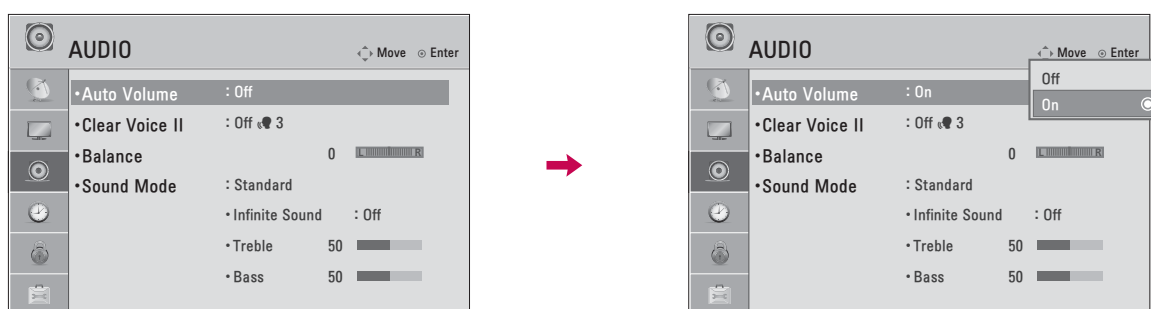 AUDIO
Move Enter
•Auto Volume : Off
•Clear Voice II : Off 3
•Balance 0 L R
•Sound Mode : Standard
•Infinite Sound : Off
•Treble 50
•Bass 50
AUDIO
Move Enter
•Auto Volume : On
•Clear Voice II : Off 3
•Balance 0 L R
•Sound Mode : Standard
•Infinite Sound : Off
•Treble 50
•Bass 50
Off
On